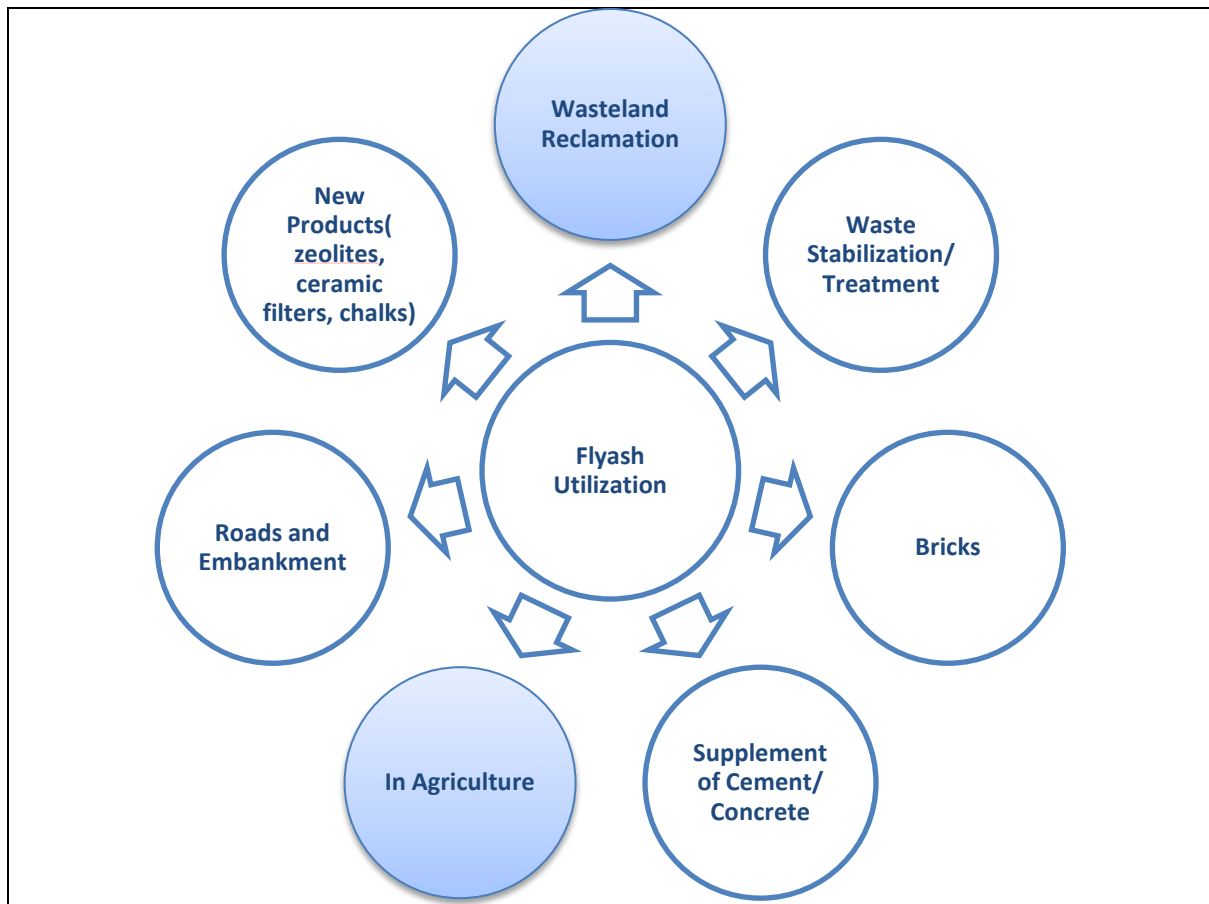 Wasteland
Reclamation
New
Products(
zeolites,
ceramic
filters, chalks)
Waste
Stabilization/
Treatment
Flyash
Utilization
Roads and
Embankment
Bricks
In Agriculture
Supplement
of Cement/
Concrete